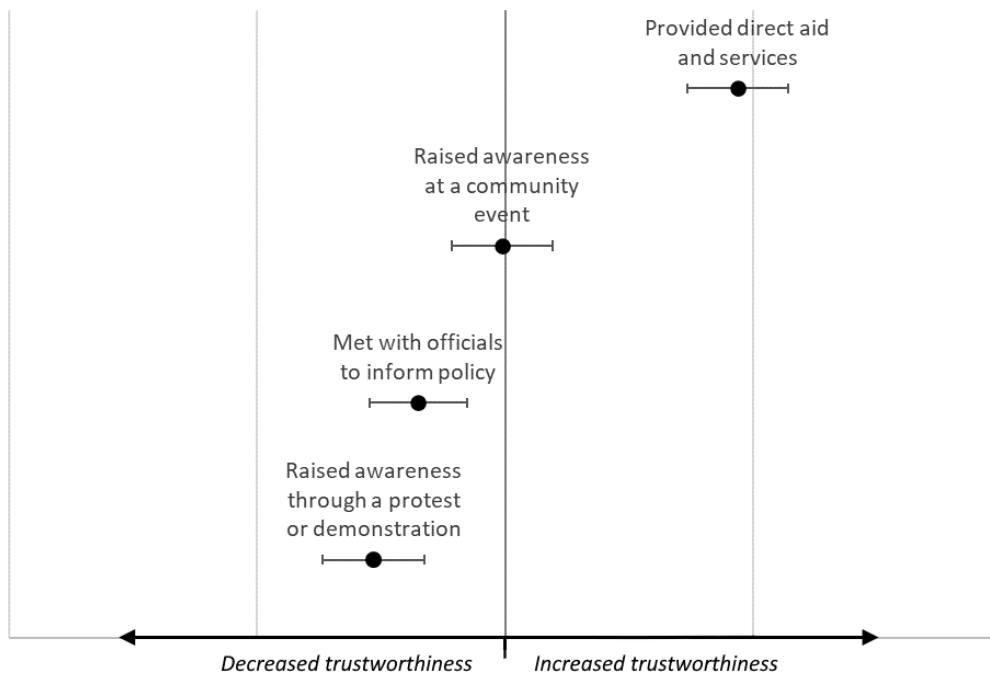 Provided direct aid
and services
Raised awareness
at a community
event
Met with officials
to inform policy
Raised awareness
through a protest
or demonstration
Decreased trustworthiness
Increased trustworthiness